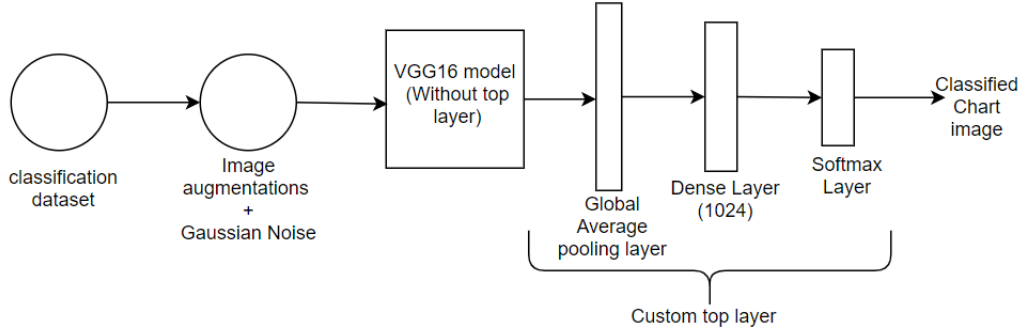 classification
dataset
Image
augmentations
+
Gaussian Noise
VGG16 model
(Without top
layer)
Global
Average
pooling layer
Dense Layer
(1024)
Softmax
Layer
Classified
Chart
image
Custom top layer